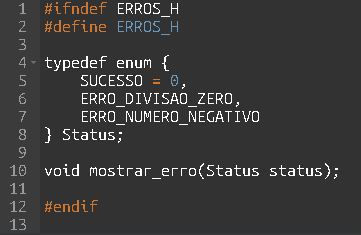 1 #ifndef ERROS_H
2 #define ERROS_H
3
4 typedef enum {
5     SUCESSO = 0,
6     ERRO_DIVISAO_ZERO,
7     ERRO_NUMERO_NEGATIVO
8 } Status;
9
10 void mostrar_erro(Status status);
11
12 #endif
13